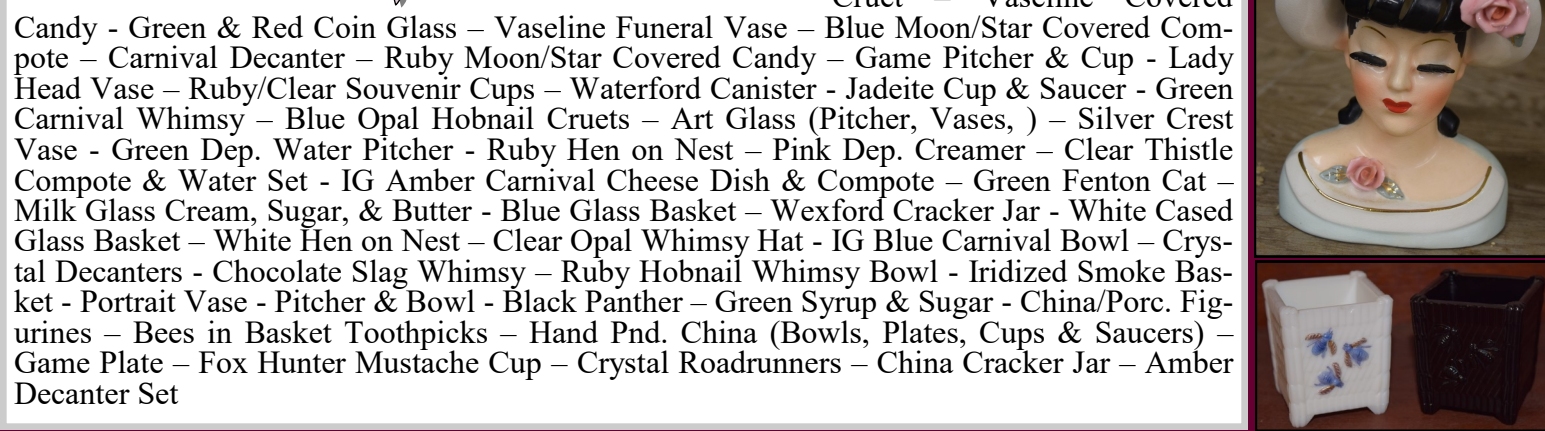 Cruet – Vaseline Covered
Candy - Green & Red Coin Glass – Vaseline Funeral Vase – Blue Moon/Star Covered Com-
pote – Carnival Decanter – Ruby Moon/Star Covered Candy – Game Pitcher & Cup - Lady
Head Vase – Ruby/Clear Souvenir Cups – Waterford Canister - Jadeite Cup & Saucer - Green
Carnival Whimsy – Blue Opal Hobnail Cruets – Art Glass (Pitcher, Vases, ) – Silver Crest
Vase - Green Dep. Water Pitcher - Ruby Hen on Nest – Pink Dep. Creamer – Clear Thistle
Compote & Water Set - IG Amber Carnival Cheese Dish & Compote – Green Fenton Cat –
Milk Glass Cream, Sugar, & Butter - Blue Glass Basket – Wexford Cracker Jar - White Cased
Glass Basket – White Hen on Nest – Clear Opal Whimsy Hat - IG Blue Carnival Bowl – Crys-
tal Decanters - Chocolate Slag Whimsy – Ruby Hobnail Whimsy Bowl - Iridized Smoke Bas-
ket - Portrait Vase - Pitcher & Bowl - Black Panther – Green Syrup & Sugar - China/Porc. Fig-
urines – Bees in Basket Toothpicks – Hand Pnd. China (Bowls, Plates, Cups & Saucers) –
Game Plate – Fox Hunter Mustache Cup – Crystal Roadrunners – China Cracker Jar – Amber
Decanter Set